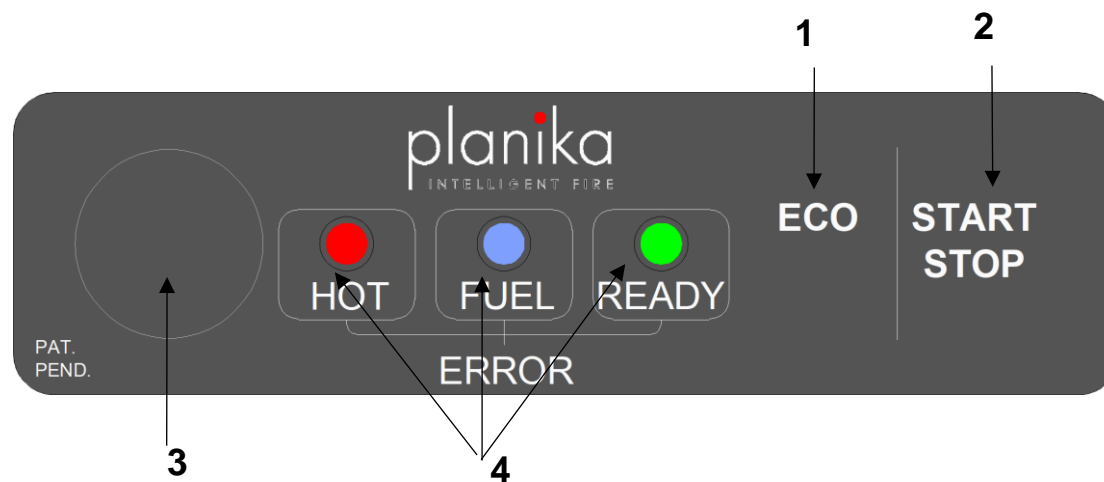 1
2
planika
INTELLIGENT FIRE
ECO
START
STOP
HOT
FUEL
READY
PAT.
PEND.
ERROR
3
4